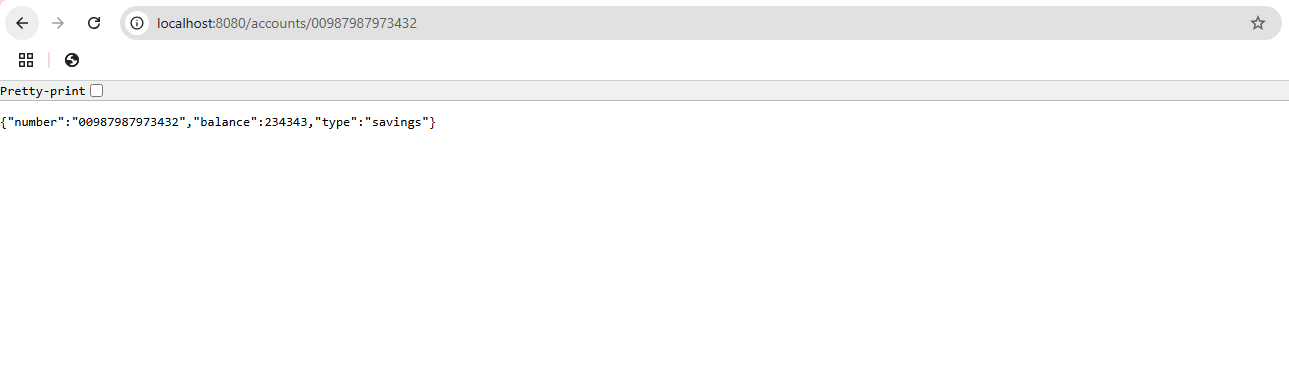 localhost:8080/accounts/00987987973432
Pretty-print
{"number":"00987987973432","balance":234343,"type":"savings"}